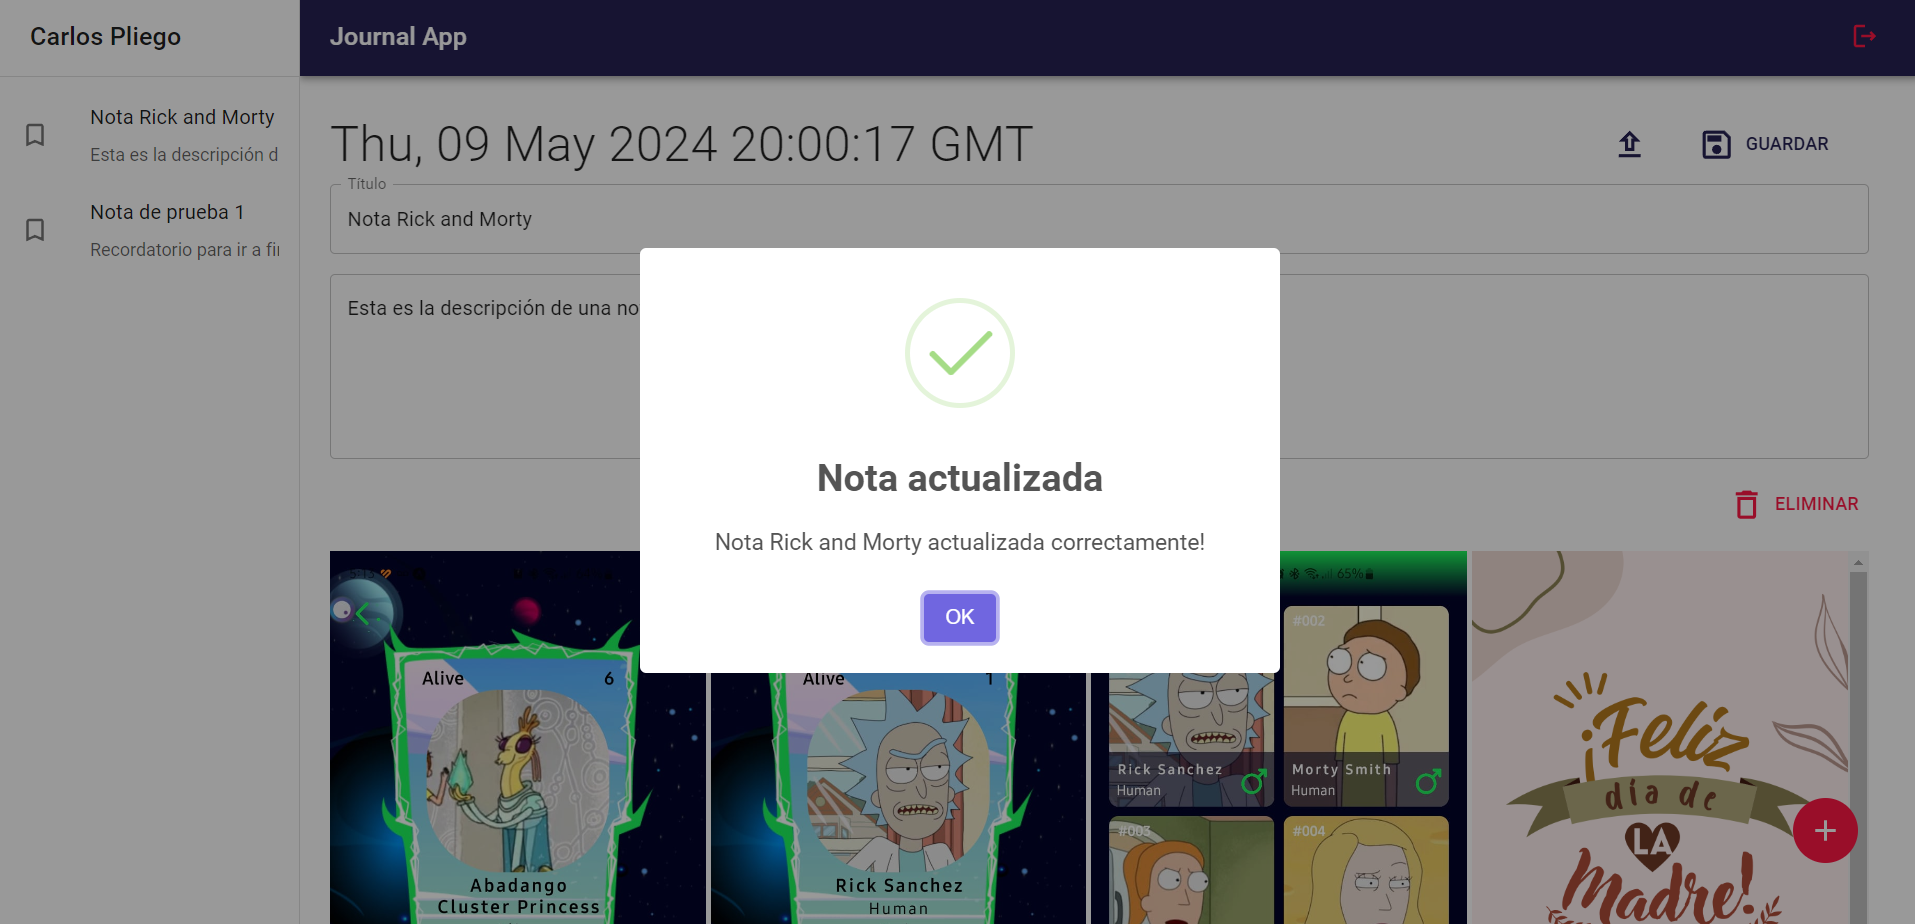 Carlos Pliego
Journal App
Nota Rick and Morty
Esta es la descripción d
Nota de prueba 1
Recordatorio para ir a fi
Thu, 09 May 2024 20:00:17 GMT
GUARDAR
Título
Nota Rick and Morty
Esta es la descripción de una no
Nota actualizada
Nota Rick and Morty actualizada correctamente!
OK
ELIMINAR
Alive 6
Abadango
Cluster Princess
Alive 1
Rick Sanchez
Human
65%
#002
Rick Sanchez
Human
Morty Smith
Human
#003
#004
¡Feliz
día de
LA
Madre!